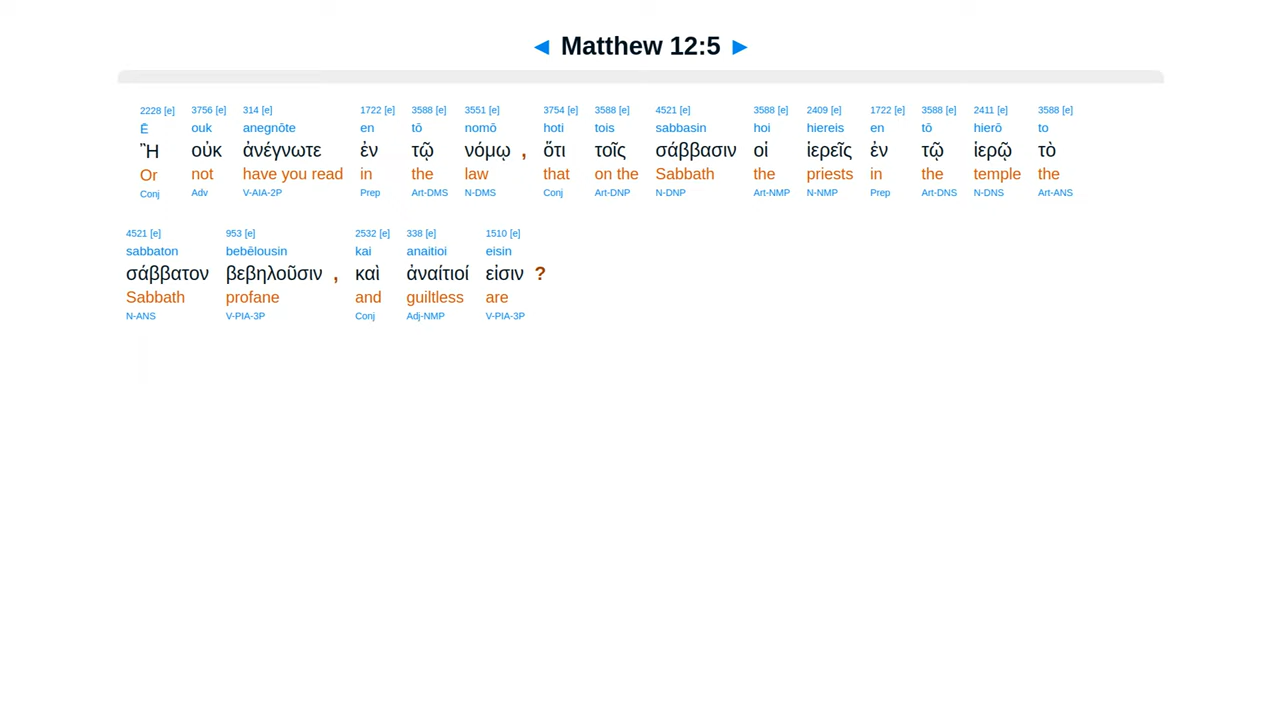 ◄ Matthew 12:5 ►
2228 [e] 3756 [e] 314 [e] 1722 [e] 3588 [e] 3551 [e] 3754 [e] 3588 [e] 4521 [e] 3588 [e] 2409 [e] 1722 [e] 3588 [e] 2411 [e] 3588 [e]
Ē ouk anegnōte en tō nomō hoti tois sabbasin hoi hiereis en tō hierō to
Ἢ οὐκ ἀνέγνωτε ἐν τῷ νόμῳ , ὅτι τοῖς σάββασιν οἱ ἱερεῖς ἐν τῷ ἱερῷ τὸ
Or not have you read in the law that on the Sabbath the priests in the temple the
Conj Adv V-AIA-2P Prep Art-DMS N-DMS Conj Art-DNP N-DNP Art-NMP N-NMP Prep Art-DNS N-DNS Art-ANS
4521 [e] 953 [e] 2532 [e] 338 [e] 1510 [e]
sabbaton bebēlousin kai anaitioi eisin
σάββατον βεβηλοῦσιν , καὶ ἀναίτιοί εἰσιν ?
Sabbath profane and guiltless are
N-ANS V-PIA-3P Conj Adj-NMP V-PIA-3P